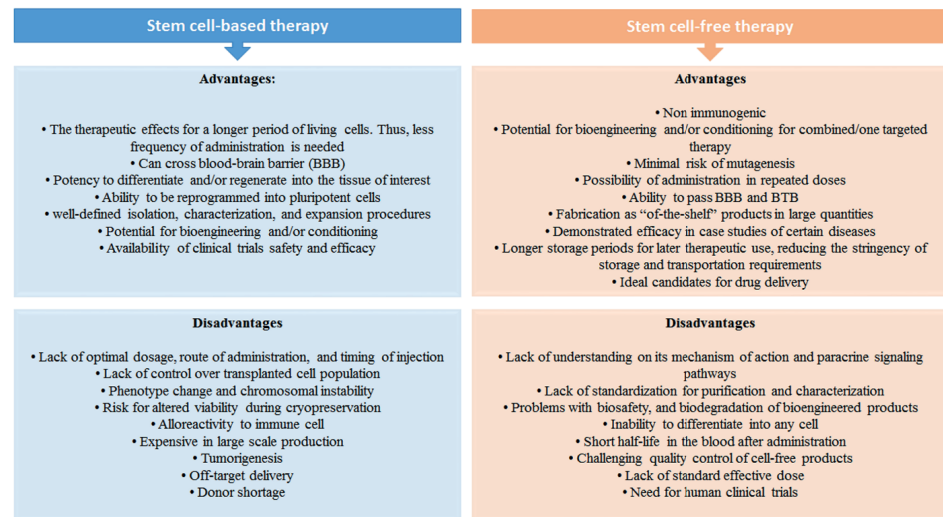 Stem cell-based therapy
Advantages:
• The therapeutic effects for a longer period of living cells. Thus, less
frequency of administration is needed
• Can cross blood-brain barrier (BBB)
• Potency to differentiate and/or regenerate into the tissue of interest
• Ability to be reprogrammed into pluripotent cells
• well-defined isolation, characterization, and expansion procedures
• Potential for bioengineering and/or conditioning
• Availability of clinical trials safety and efficacy
Disadvantages
• Lack of optimal dosage, route of administration, and timing of injection
• Lack of control over transplanted cell population
• Phenotype change and chromosomal instability
• Risk for altered viability during cryopreservation
• Alloreactivity to immune cell
• Expensive in large scale production
• Tumorigenesis
• Off-target delivery
• Donor shortage
Stem cell-free therapy
Advantages
• Non immunogenic
• Potential for bioengineering and/or conditioning for combined/one targeted
therapy
• Minimal risk of mutagenesis
• Possibility of administration in repeated doses
• Ability to pass BBB and BTB
• Fabrication as “of-the-shelf” products in large quantities
• Demonstrated efficacy in case studies of certain diseases
• Longer storage periods for later therapeutic use, reducing the stringency of
storage and transportation requirements
• Ideal candidates for drug delivery
Disadvantages
• Lack of understanding on its mechanism of action and paracrine signaling
pathways
• Lack of standardization for purification and characterization
• Problems with biosafety, and biodegradation of bioengineered products
• Inability to differentiate into any cell
• Short half-life in the blood after administration
• Challenging quality control of cell-free products
• Lack of standard effective dose
• Need for human clinical trials